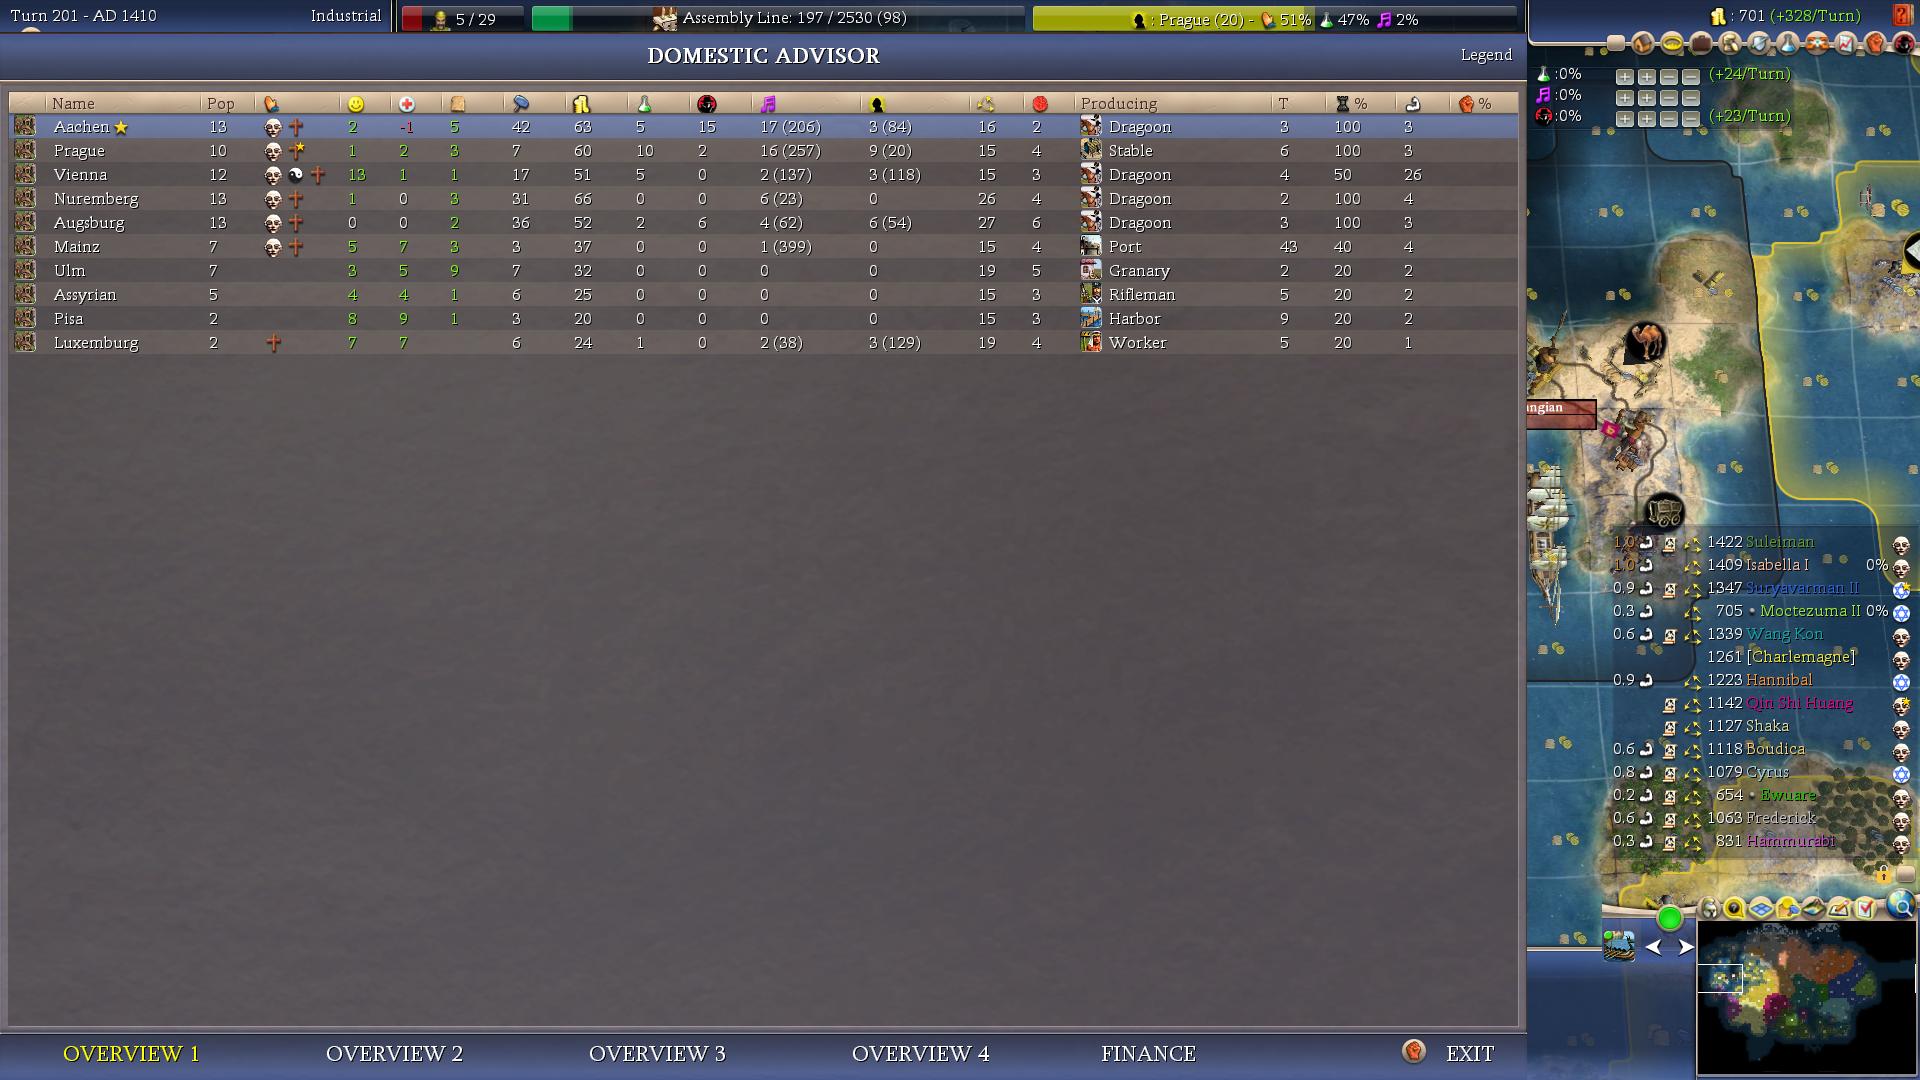 Turn 201 - AD 1410 Industrial 5 / 29 Assembly Line: 197 / 2530 (98) : Prague (20) - 51% 47% 2% : 701 (+328/Turn)
DOMESTIC ADVISOR Legend
:0% (+24/Turn)
:0%
:0% (+23/Turn)
Name Pop Producing T % %
Aachen 13 2 -1 5 42 63 5 15 17 (206) 3 (84) 16 2 Dragoon 3 100 3
Prague 10 1 2 3 7 60 10 2 16 (257) 9 (20) 15 4 Stable 6 100 3
Vienna 12 13 1 1 17 51 5 0 2 (137) 3 (118) 15 3 Dragoon 4 50 26
Nuremberg 13 1 0 3 31 66 0 0 6 (23) 0 26 4 Dragoon 2 100 4
Augsburg 13 0 0 2 36 52 2 6 4 (62) 6 (54) 27 6 Dragoon 3 100 3
Mainz 7 5 7 3 3 37 0 0 1 (399) 0 15 4 Port 43 40 4
Ulm 7 3 5 9 7 32 0 0 0 0 19 5 Granary 2 20 2
Assyrian 5 4 4 1 6 25 0 0 0 0 15 3 Rifleman 5 20 2
Pisa 2 8 9 1 3 20 0 0 0 0 15 3 Harbor 9 20 2
Luxemburg 2 7 7 6 24 1 0 2 (38) 3 (129) 19 4 Worker 5 20 1
ngian
1.0 1422 Suleiman
1.0 1409 Isabella I 0%
0.9 1347 Suryavarman II
0.3 705 Moctezuma II 0%
0.6 1339 Wang Kon
1261 [Charlemagne]
0.9 1223 Hannibal
1142 Qin Shi Huang
1127 Shaka
0.6 1118 Boudica
0.8 1079 Cyrus
0.2 654 Ewuare
0.6 1063 Frederick
0.3 831 Hammurabi
OVERVIEW 1 OVERVIEW 2 OVERVIEW 3 OVERVIEW 4 FINANCE EXIT